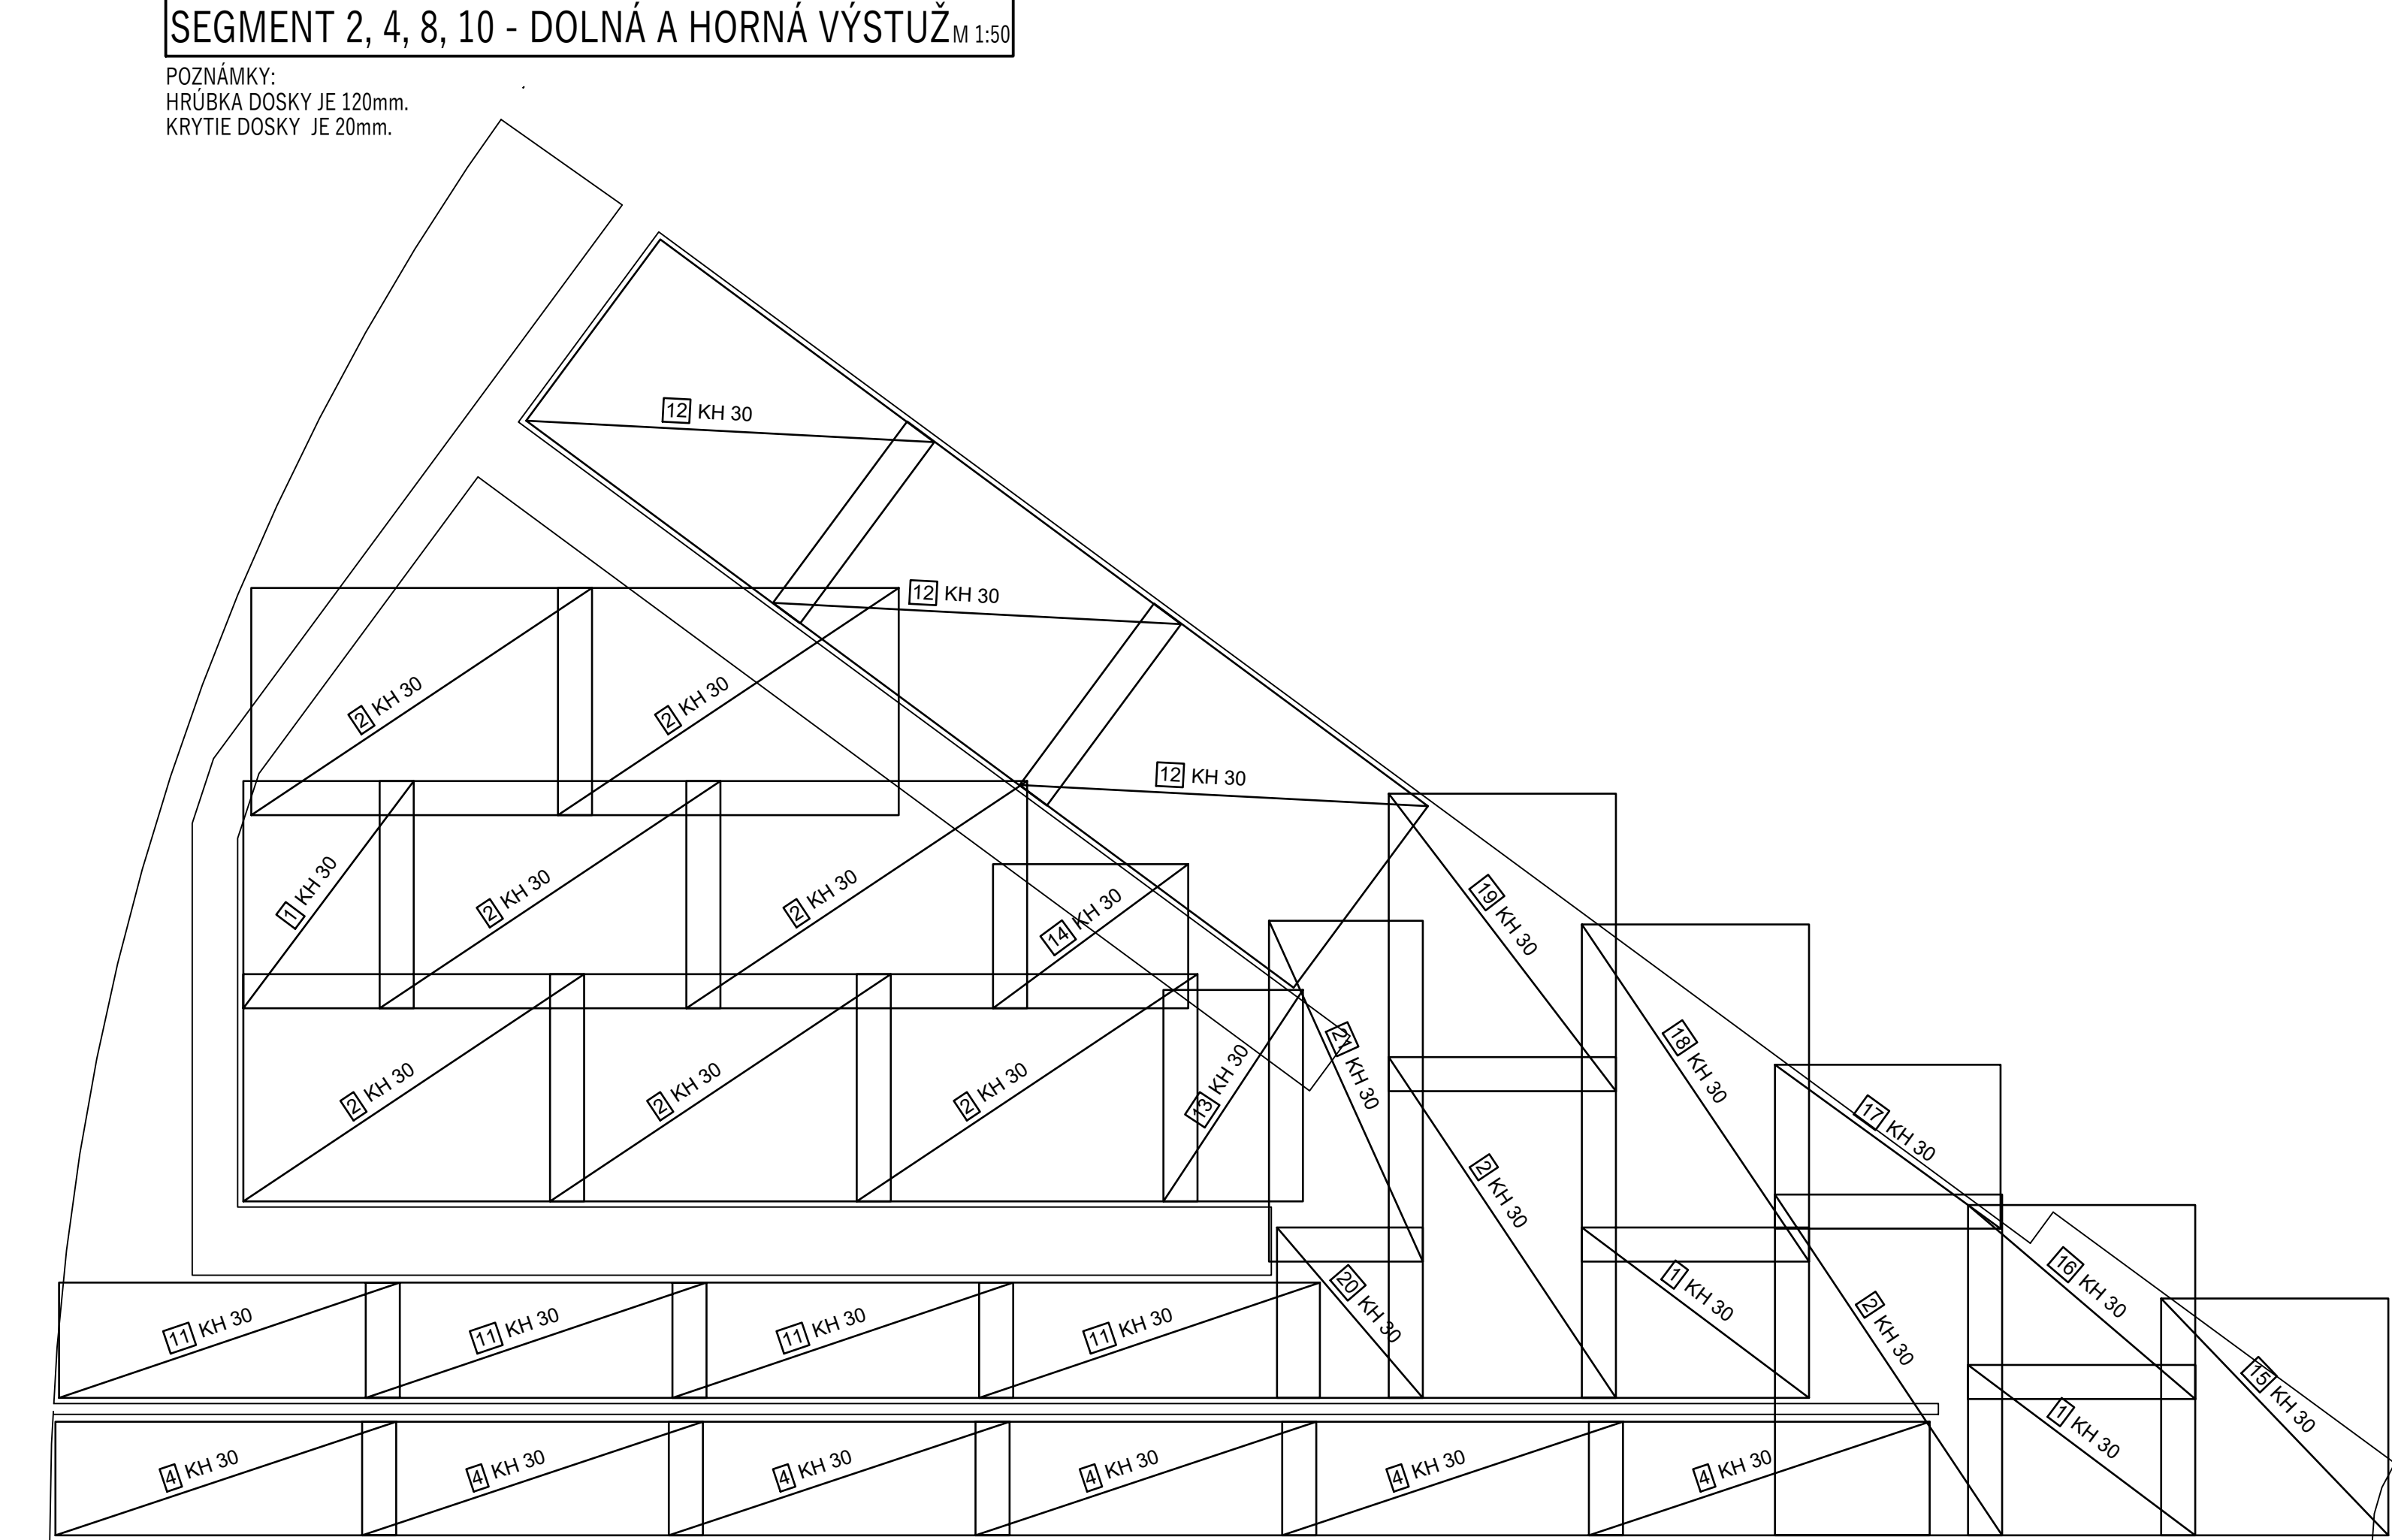 SEGMENT 2, 4, 8, 10 - DOLNÁ A HORNÁ VÝSTUŽ M 1:50
POZNÁMKY:
HRÚBKA DOSKY JE 120mm.
KRYTIE DOSKY JE 20mm.
12 KH 30
12 KH 30
12 KH 30
2 KH 30
2 KH 30
1 KH 30
2 KH 30
2 KH 30
14 KH 30
19 KH 30
2 KH 30
2 KH 30
2 KH 30
13 KH 30
21 KH 30
18 KH 30
17 KH 30
2 KH 30
20 KH 30
1 KH 30
16 KH 30
11 KH 30
11 KH 30
11 KH 30
11 KH 30
2 KH 30
15 KH 30
1 KH 30
4 KH 30
4 KH 30
4 KH 30
4 KH 30
4 KH 30
4 KH 30